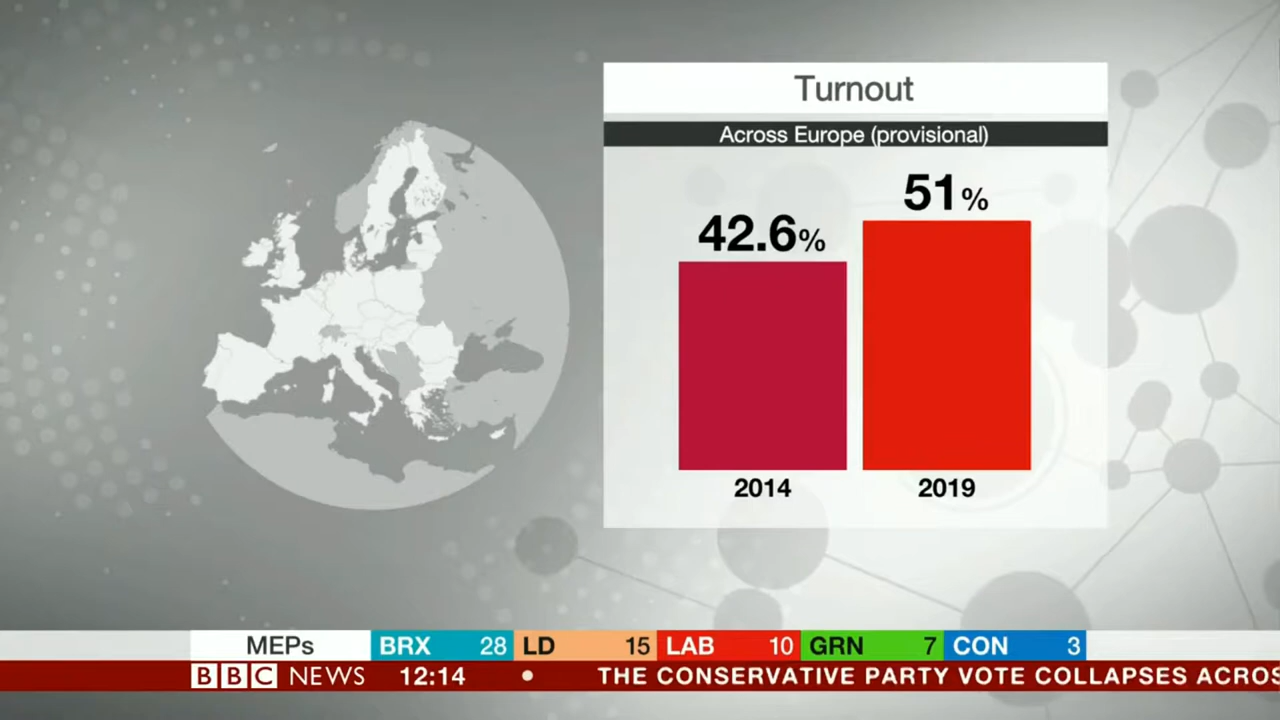 Turnout
Across Europe (provisional)
42.6%
51%
2014
2019
MEPs BRX 28 LD 15 LAB 10 GRN 7 CON 3
BBC NEWS 12:14 • THE CONSERVATIVE PARTY VOTE COLLAPSES ACROS